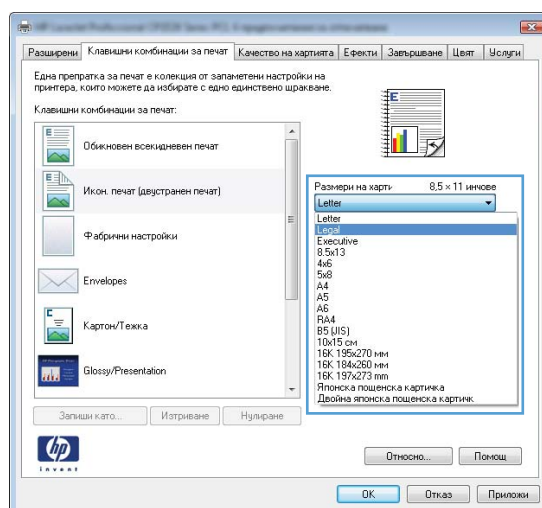 Разширени Клавишни комбинации за печат Качество на хартията Ефекти Завършване Цвят Услуги
Една препратка за печат е колекция от запаметени настройки на
принтера, които можете да избирате с едно единствено щракване.
Клавишни комбинации за печат:
Обикновен всекидневен печат
Икон. печат (двустранен печат)
Фабрични настройки
Envelopes
Картон/Тежка
Glossy/Presentation
Размери на харти 8,5 × 11 инчове
Letter
Letter
Legal
Executive
8.5x13
4x6
5x8
A4
A5
A6
RA4
B5 (JIS)
10x15 см
16K 195x270 мм
16K 184x260 мм
16K 197x273 mm
Японска пощенска картичка
Двойна японска пощенска картичк
Запиши като... Изтриване Нулиране
hp
invent
Относно... Помощ
OK Отказ Приложи